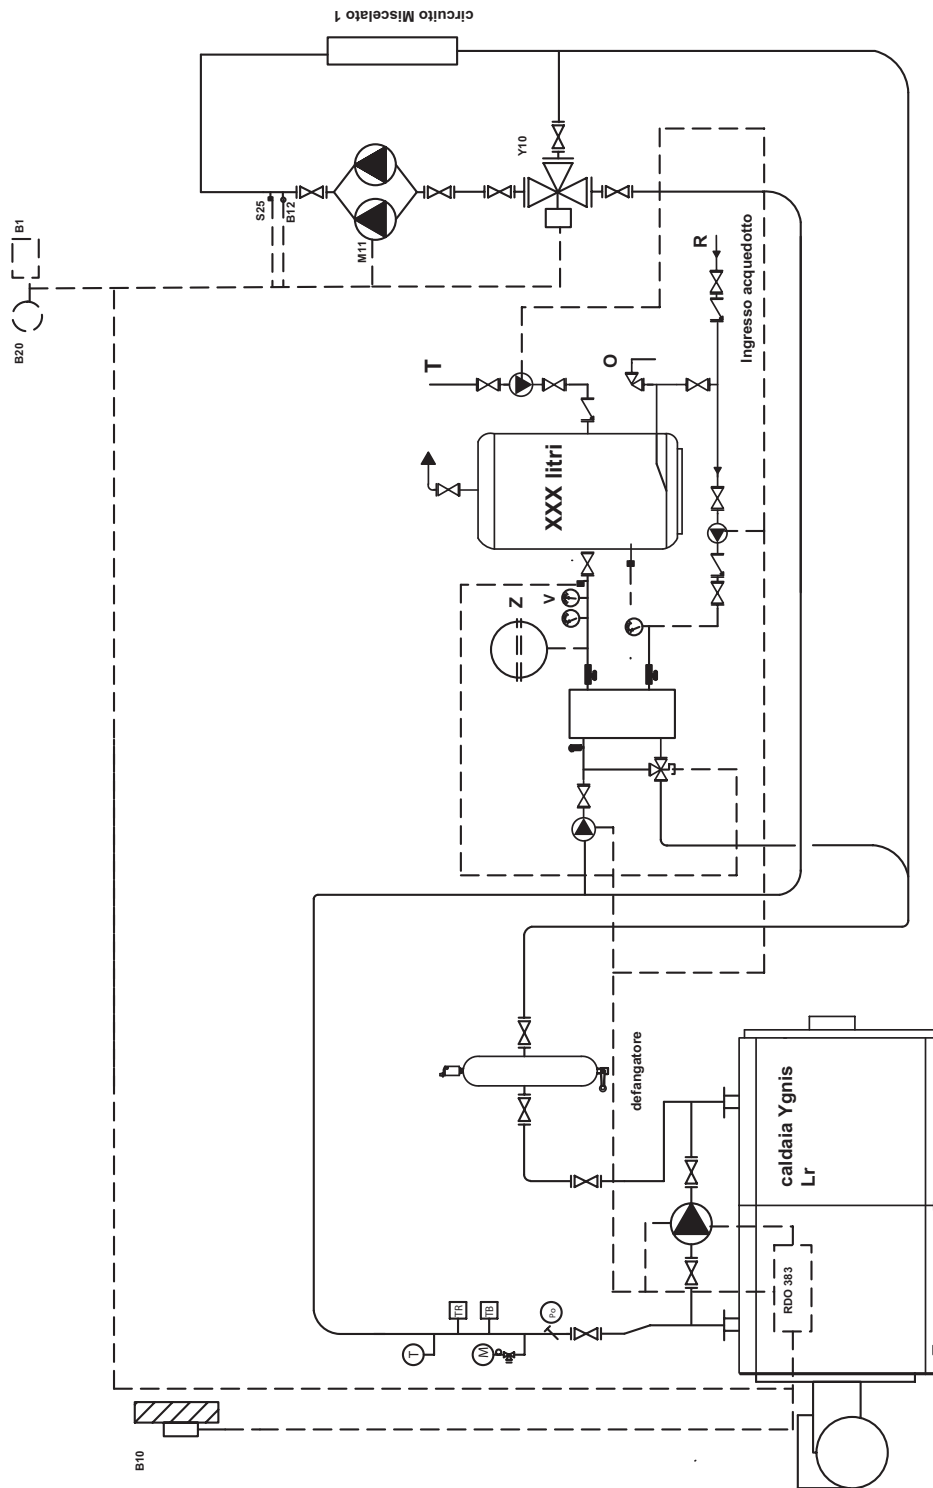 circuito Miscelato 1
B1
B20
S25
B12
M11
Y10
T
O
R
Ingresso acquedotto
XXX litri
Z
V
defangatore
caldaia Ygnis
Lr
RDO 383
TR
TB
T
M
Po
B10